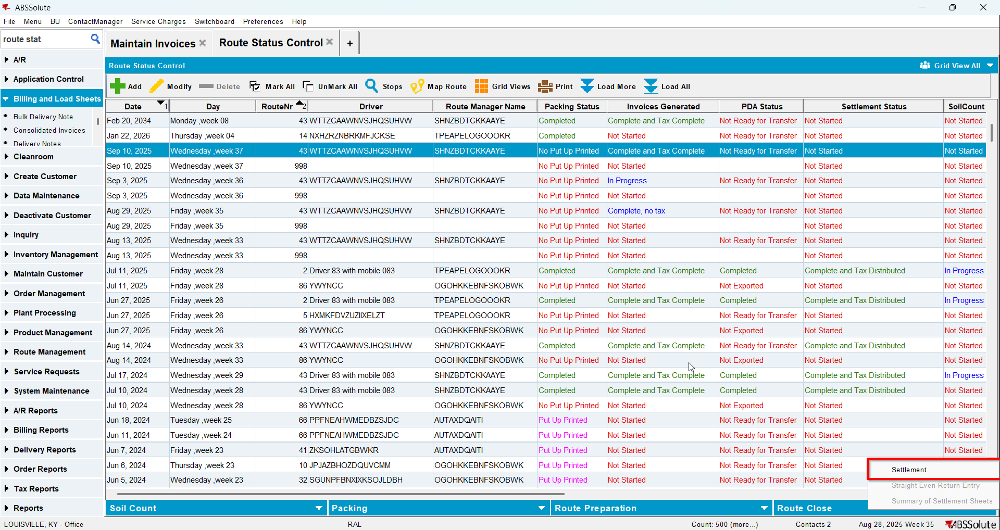 ABSSolute
File Menu BU ContactManager Service Charges Switchboard Preferences Help
route stat
Maintain Invoices Route Status Control +
Route Status Control Grid View All
Add Modify Delete Mark All UnMark All Stops Map Route Grid Views Print Load More Load All
A/R
Application Control
Billing and Load Sheets
Bulk Delivery Note
Consolidated Invoices
Delivery Notes
Cleanroom
Create Customer
Data Maintenance
Deactivate Customer
Inquiry
Inventory Management
Maintain Customer
Order Management
Plant Processing
Product Management
Route Management
Service Requests
System Maintenance
A/R Reports
Billing Reports
Delivery Reports
Order Reports
Tax Reports
Reports
Date 1 Day RouteNr 2 Driver Route Manager Name Packing Status Invoices Generated PDA Status Settlement Status SoilCount
Feb 20, 2034 Monday ,week 08 43 WTTZCAAWNVSJHQSUHVW SHNZBDTCKKAAYE Completed Complete and Tax Complete Not Ready for Transfer Not Started Not Started
Jan 22, 2026 Thursday ,week 04 14 NXHZRZNBRKMFJCKSE TPEAPELOGOOOKR Completed Not Started Not Ready for Transfer Not Started Not Started
Sep 10, 2025 Wednesday ,week 37 43 WTTZCAAWNVSJHQSUHVW SHNZBDTCKKAAYE No Put Up Printed Complete and Tax Complete Not Ready for Transfer Not Started Not Started
Sep 10, 2025 Wednesday ,week 37 998 No Put Up Printed Not Started Not Started Not Started
Sep 3, 2025 Wednesday ,week 36 43 WTTZCAAWNVSJHQSUHVW SHNZBDTCKKAAYE No Put Up Printed In Progress Not Ready for Transfer Not Started Not Started
Sep 3, 2025 Wednesday ,week 36 998 No Put Up Printed Not Started Not Started Not Started
Aug 29, 2025 Friday ,week 35 43 WTTZCAAWNVSJHQSUHVW SHNZBDTCKKAAYE No Put Up Printed Complete, no tax Not Ready for Transfer Not Started Not Started
Aug 29, 2025 Friday ,week 35 998 No Put Up Printed Not Started Not Started Not Started
Aug 13, 2025 Wednesday ,week 33 43 WTTZCAAWNVSJHQSUHVW SHNZBDTCKKAAYE No Put Up Printed Not Started Not Ready for Transfer Not Started Not Started
Aug 13, 2025 Wednesday ,week 33 998 No Put Up Printed Not Started Not Started Not Started
Jul 11, 2025 Friday ,week 28 2 Driver 83 with mobile 083 TPEAPELOGOOOKR Completed Complete and Tax Complete Completed Complete and Tax Distributed In Progress
Jul 11, 2025 Friday ,week 28 86 YWYNCC OGOHKKEBNFSKOBWK No Put Up Printed Not Started Not Exported Not Started Not Started
Jun 27, 2025 Friday ,week 26 2 Driver 83 with mobile 083 TPEAPELOGOOOKR Completed Complete and Tax Complete Completed Complete and Tax Distributed In Progress
Jun 27, 2025 Friday ,week 26 5 HXMKFDVZUZIIXELZT TPEAPELOGOOOKR No Put Up Printed Not Started Not Ready for Transfer Not Started Not Started
Jun 27, 2025 Friday ,week 26 86 YWYNCC OGOHKKEBNFSKOBWK No Put Up Printed Not Started Not Exported Not Started Not Started
Aug 14, 2024 Wednesday ,week 33 43 WTTZCAAWNVSJHQSUHVW SHNZBDTCKKAAYE Completed Complete and Tax Complete Not Ready for Transfer Complete and Tax Distributed Not Started
Aug 14, 2024 Wednesday ,week 33 86 YWYNCC OGOHKKEBNFSKOBWK No Put Up Printed Not Started Not Exported Not Started Not Started
Jul 17, 2024 Wednesday ,week 29 43 Driver 83 with mobile 083 SHNZBDTCKKAAYE Completed Complete and Tax Complete Completed Complete and Tax Distributed In Progress
Jul 10, 2024 Wednesday ,week 28 43 Driver 83 with mobile 083 SHNZBDTCKKAAYE Completed Complete and Tax Complete Completed Complete and Tax Distributed Not Started
Jul 10, 2024 Wednesday ,week 28 86 YWYNCC OGOHKKEBNFSKOBWK No Put Up Printed Not Started Not Exported Not Started Not Started
Jun 18, 2024 Tuesday ,week 25 66 PPFNEAHWMEDBZSJDC AUTAXDQAITI Put Up Printed Not Started Not Ready for Transfer Not Started Not Started
Jun 11, 2024 Tuesday ,week 24 66 PPFNEAHWMEDBZSJDC AUTAXDQAITI Put Up Printed Not Started Not Ready for Transfer Not Started Not Started
Jun 7, 2024 Friday ,week 23 41 ZKSOHLATGBWKR AUTAXDQAITI Put Up Printed Not Started Not Ready for Transfer Not Started Not Started
Jun 6, 2024 Thursday ,week 23 10 JPJAZBHOZDQUVCMM OGOHKKEBNFSKOBWK Put Up Printed Not Started Not Ready for Transfer Not Started
Jun 5, 2024 Wednesday ,week 23 32 SGUNPFBNXIXKSOJLDBH OGOHKKEBNFSKOBWK Put Up Printed Not Started Not Ready for Transfer Not Started
Settlement
Straight Even Return Entry
Summary of Settlement Sheets
Soil Count Packing Route Preparation Route Close
LOUISVILLE, KY - Office RAL Count: 500 (more...) Contacts 2 Aug 28, 2025 Week 35 ABSSolute